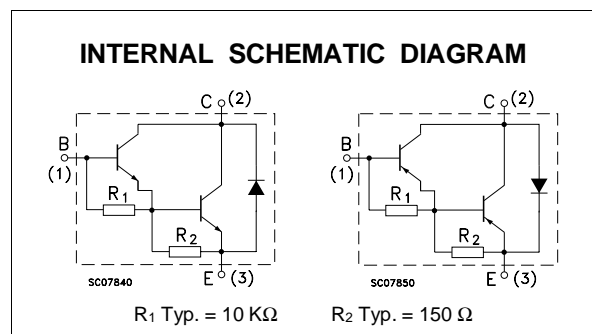 INTERNAL SCHEMATIC DIAGRAM
C (2)
B
(1)
R1
R2
E (3)
SC07840
C (2)
B
(1)
R1
R2
E (3)
SC07850
R1 Typ. = 10 KΩ R2 Typ. = 150 Ω